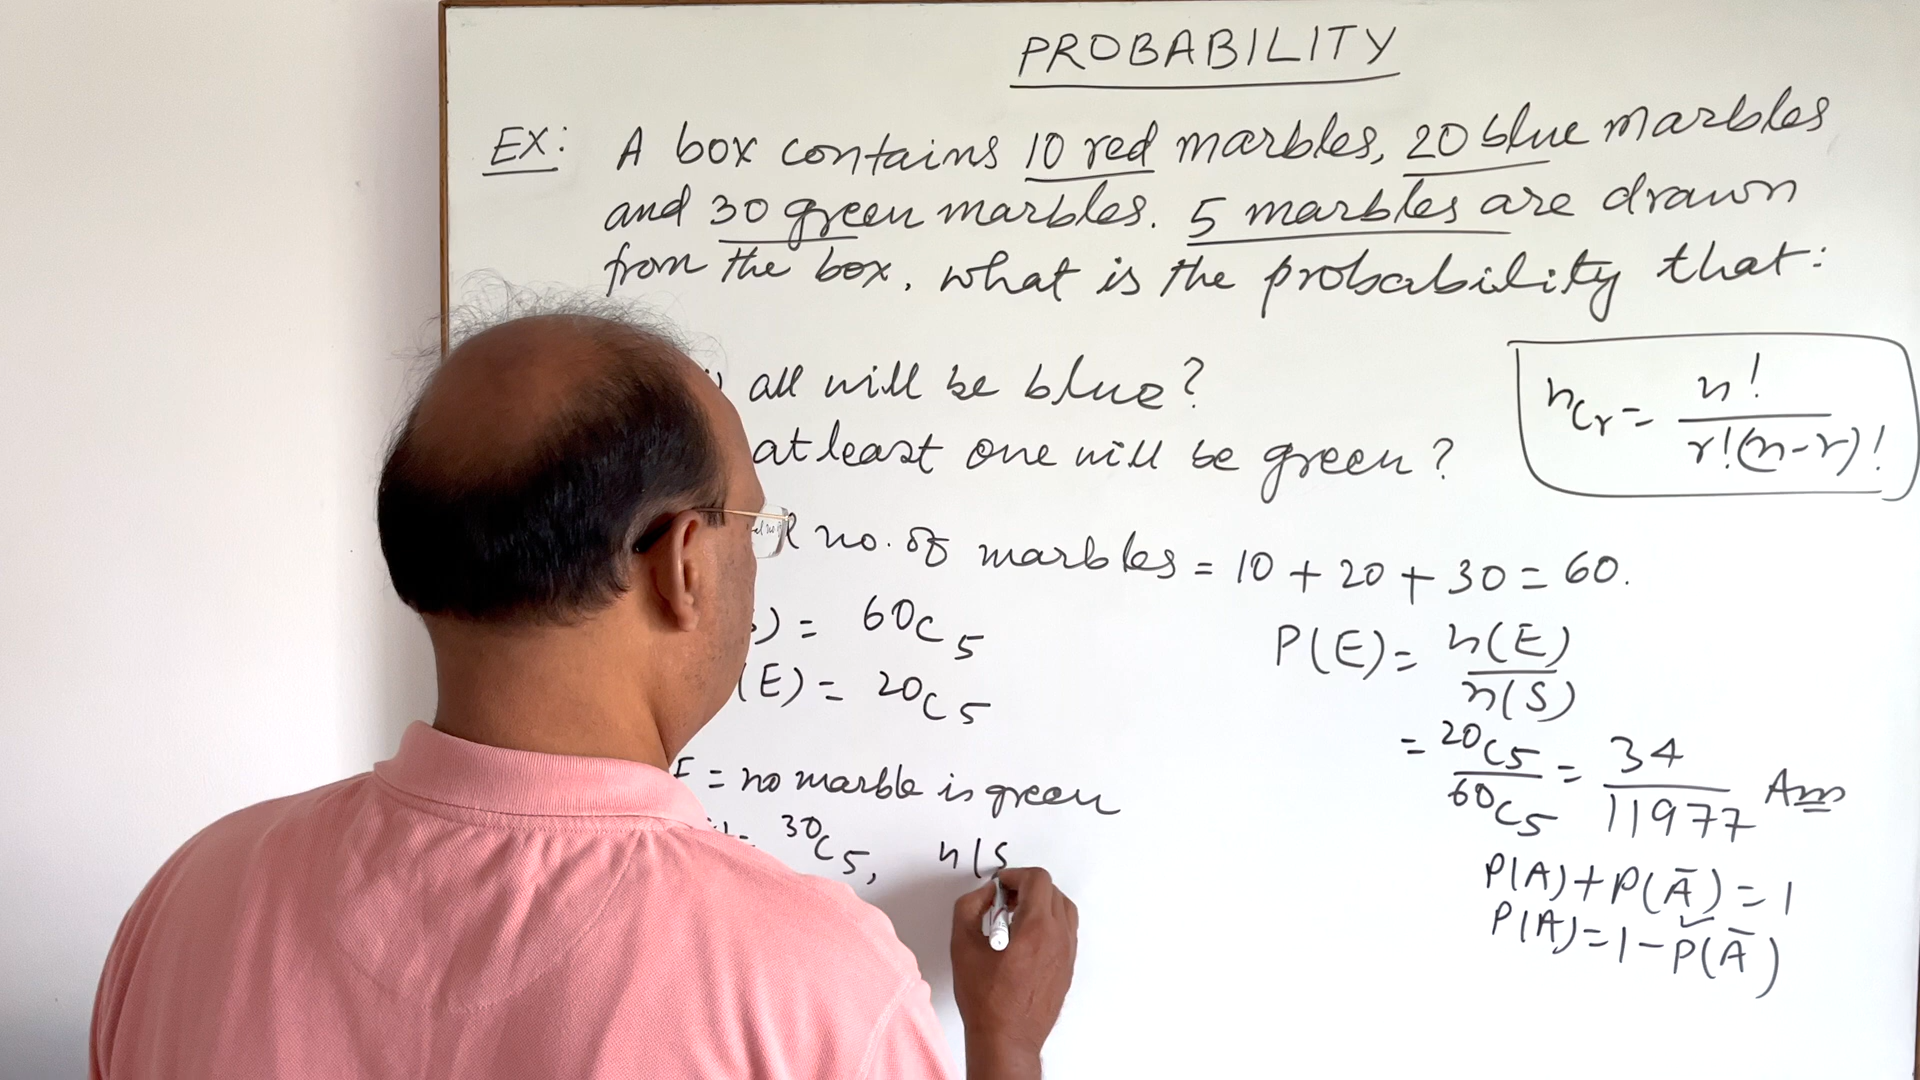 PROBABILITY
EX: A box contains 10 red marbles, 20 blue marbles
and 30 green marbles. 5 marbles are drawn
from the box, what is the probability that:
all will be blue?
at least one will be green?
nCr = n! / r!(n-r)!
no. of marbles = 10 + 20 + 30 = 60.
) = 60C5
(E) = 20C5
P(E) = n(E) / n(S)
= 20C5 / 60C5 = 34 / 11977 Ans
= no marble is green
= 30C5, n(S
P(A) + P(Ā) = 1
P(A) = 1 - P(Ā)